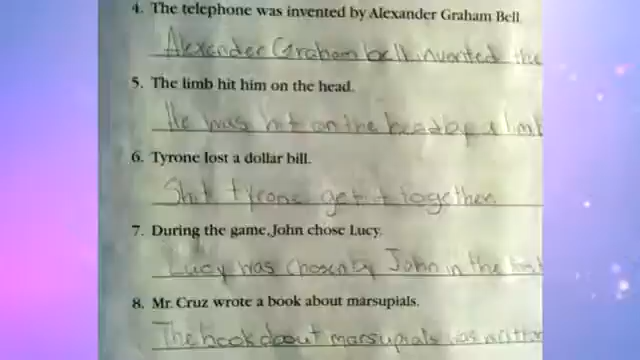 4. The telephone was invented by Alexander Graham Bell.
Alexander Graham bell invented the
5. The limb hit him on the head.
He was hit on the head by a limb
6. Tyrone lost a dollar bill.
Shit tyrone get it together.
7. During the game, John chose Lucy.
Lucy was chosen by John in the
8. Mr. Cruz wrote a book about marsupials.
The book about marsupials was written